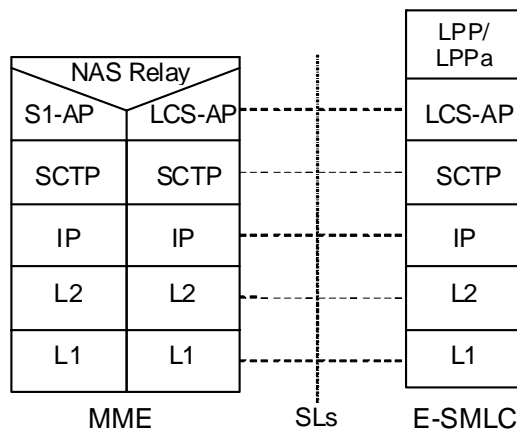 LPP/
LPPa
NAS Relay
S1-AP LCS-AP LCS-AP
SCTP SCTP SCTP
IP IP IP
L2 L2 L2
L1 L1 L1
MME SLs E-SMLC